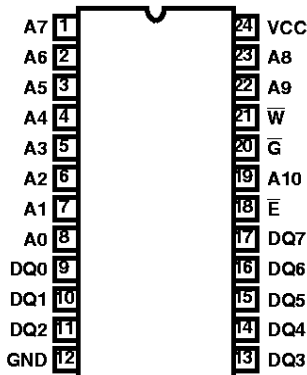 A7 1 24 VCC
A6 2 23 A8
A5 3 22 A9
A4 4 21 W̅
A3 5 20 G̅
A2 6 19 A10
A1 7 18 E̅
A0 8 17 DQ7
DQ0 9 16 DQ6
DQ1 10 15 DQ5
DQ2 11 14 DQ4
GND 12 13 DQ3